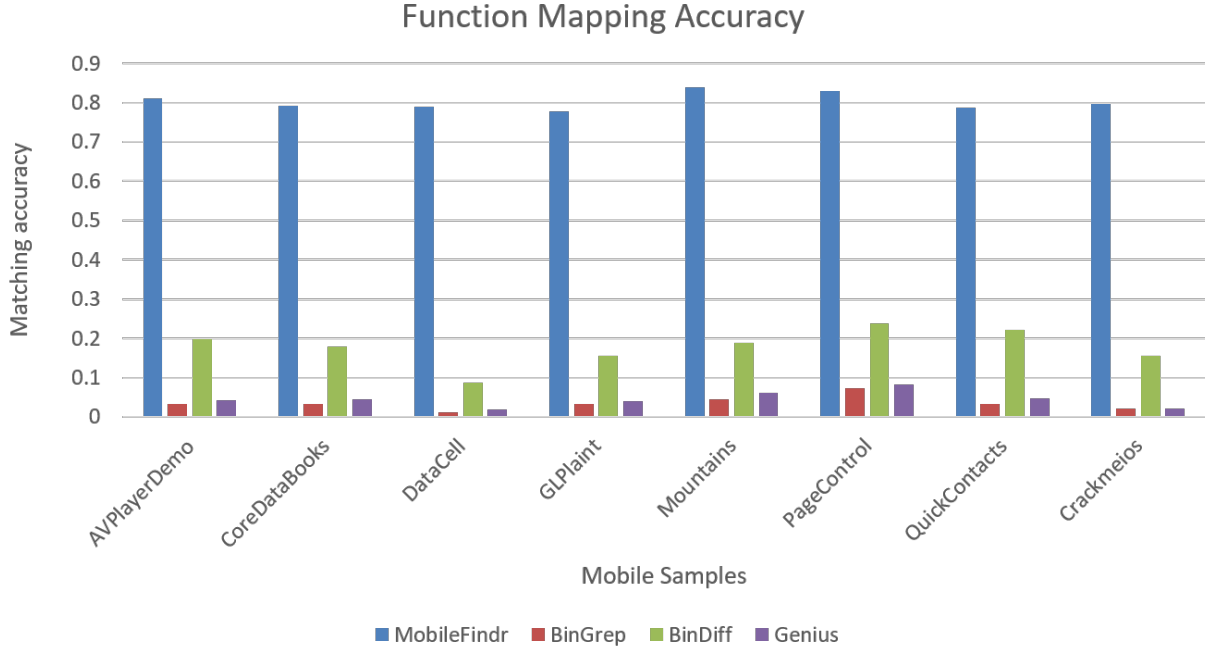 Function Mapping Accuracy
Matching accuracy
0.9
0.8
0.7
0.6
0.5
0.4
0.3
0.2
0.1
0
AVPlayerDemo
CoreDataBooks
DataCell
GLPlaint
Mountains
PageControl
QuickContacts
Crackmeios
Mobile Samples
MobileFindr BinGrep BinDiff Genius